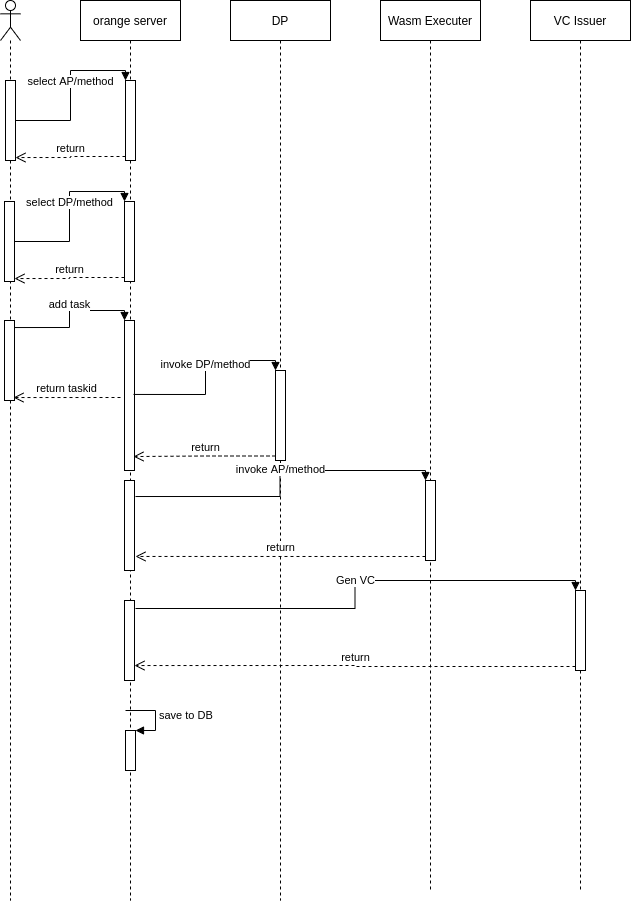 orange server
DP
Wasm Executer
VC Issuer
select AP/method
return
select DP/method
return
add task
invoke DP/method
return taskid
return
invoke AP/method
return
Gen VC
return
save to DB